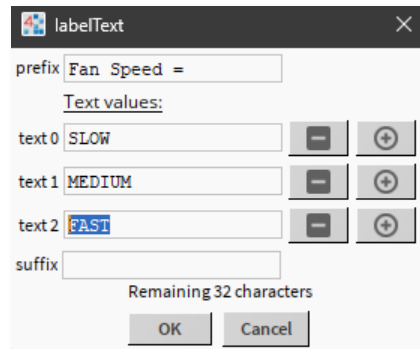 labelText
prefix Fan Speed =
Text values:
text 0 SLOW
text 1 MEDIUM
text 2 FAST
suffix
Remaining 32 characters
OK Cancel